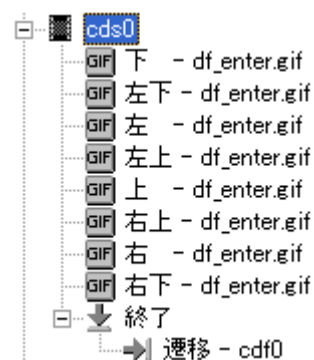 cds0
GIF 下 - df_enter.gif
GIF 左下 - df_enter.gif
GIF 左 - df_enter.gif
GIF 左上 - df_enter.gif
GIF 上 - df_enter.gif
GIF 右上 - df_enter.gif
GIF 右 - df_enter.gif
GIF 右下 - df_enter.gif
終了
遷移 - cdf0